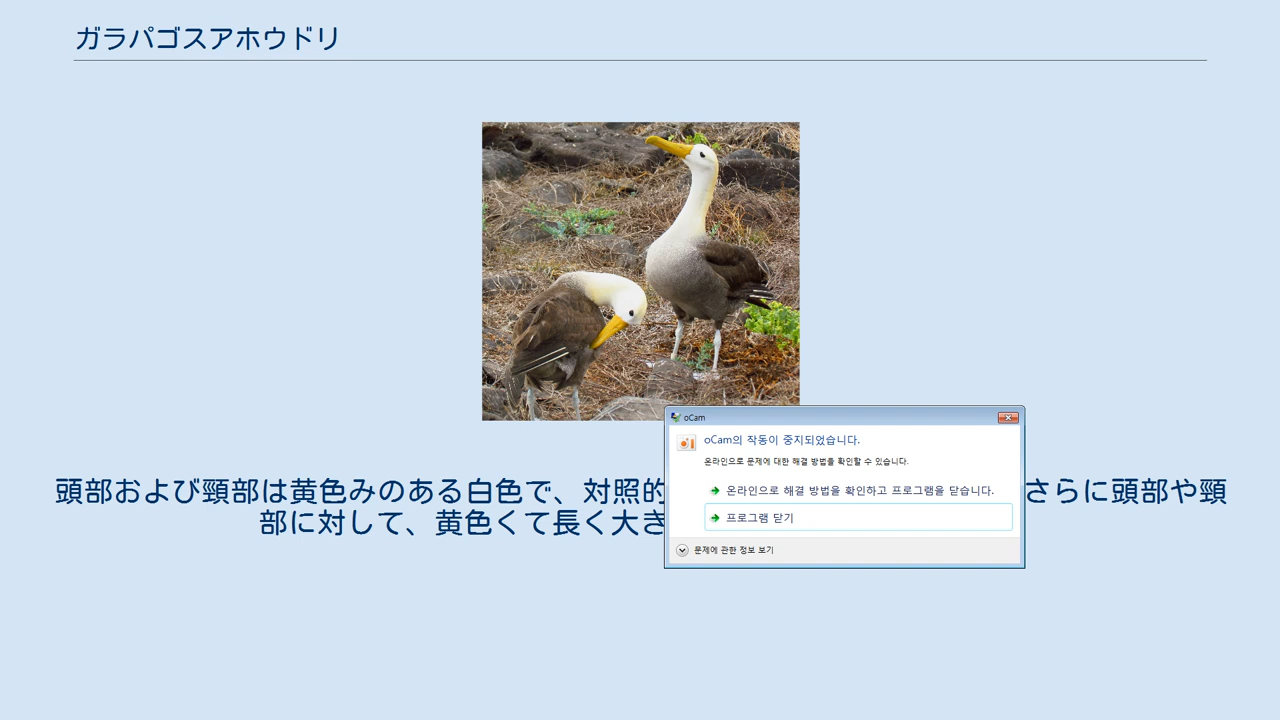 ガラパゴスアホウドリ
頭部および頸部は黄色みのある白色で、対照的
さらに頭部や頸
部に対して、黄色くて長く大き
oCam
oCam의 작동이 중지되었습니다.
온라인으로 문제에 대한 해결 방법을 확인할 수 있습니다.
온라인으로 해결 방법을 확인하고 프로그램을 닫습니다.
프로그램 닫기
문제에 관한 정보 보기